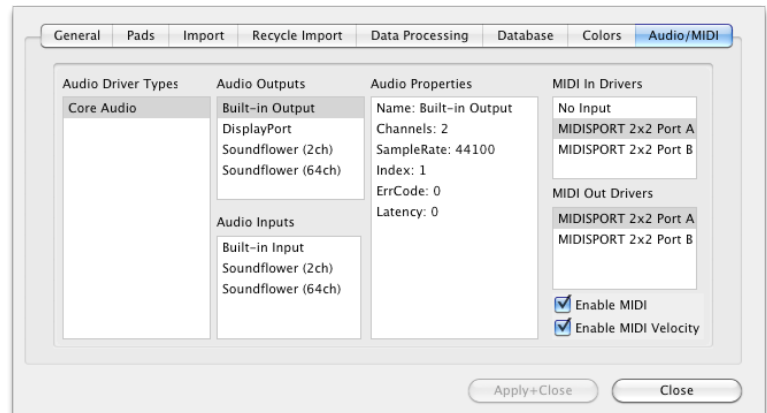 General
Pads
Import
Recycle Import
Data Processing
Database
Colors
Audio/MIDI
Audio Driver Types
Core Audio
Audio Outputs
Built-in Output
DisplayPort
Soundflower (2ch)
Soundflower (64ch)
Audio Inputs
Built-in Input
Soundflower (2ch)
Soundflower (64ch)
Audio Properties
Name: Built-in Output
Channels: 2
SampleRate: 44100
Index: 1
ErrCode: 0
Latency: 0
MIDI In Drivers
No Input
MIDISPORT 2x2 Port A
MIDISPORT 2x2 Port B
MIDI Out Drivers
MIDISPORT 2x2 Port A
MIDISPORT 2x2 Port B
Enable MIDI
Enable MIDI Velocity
Apply+Close
Close